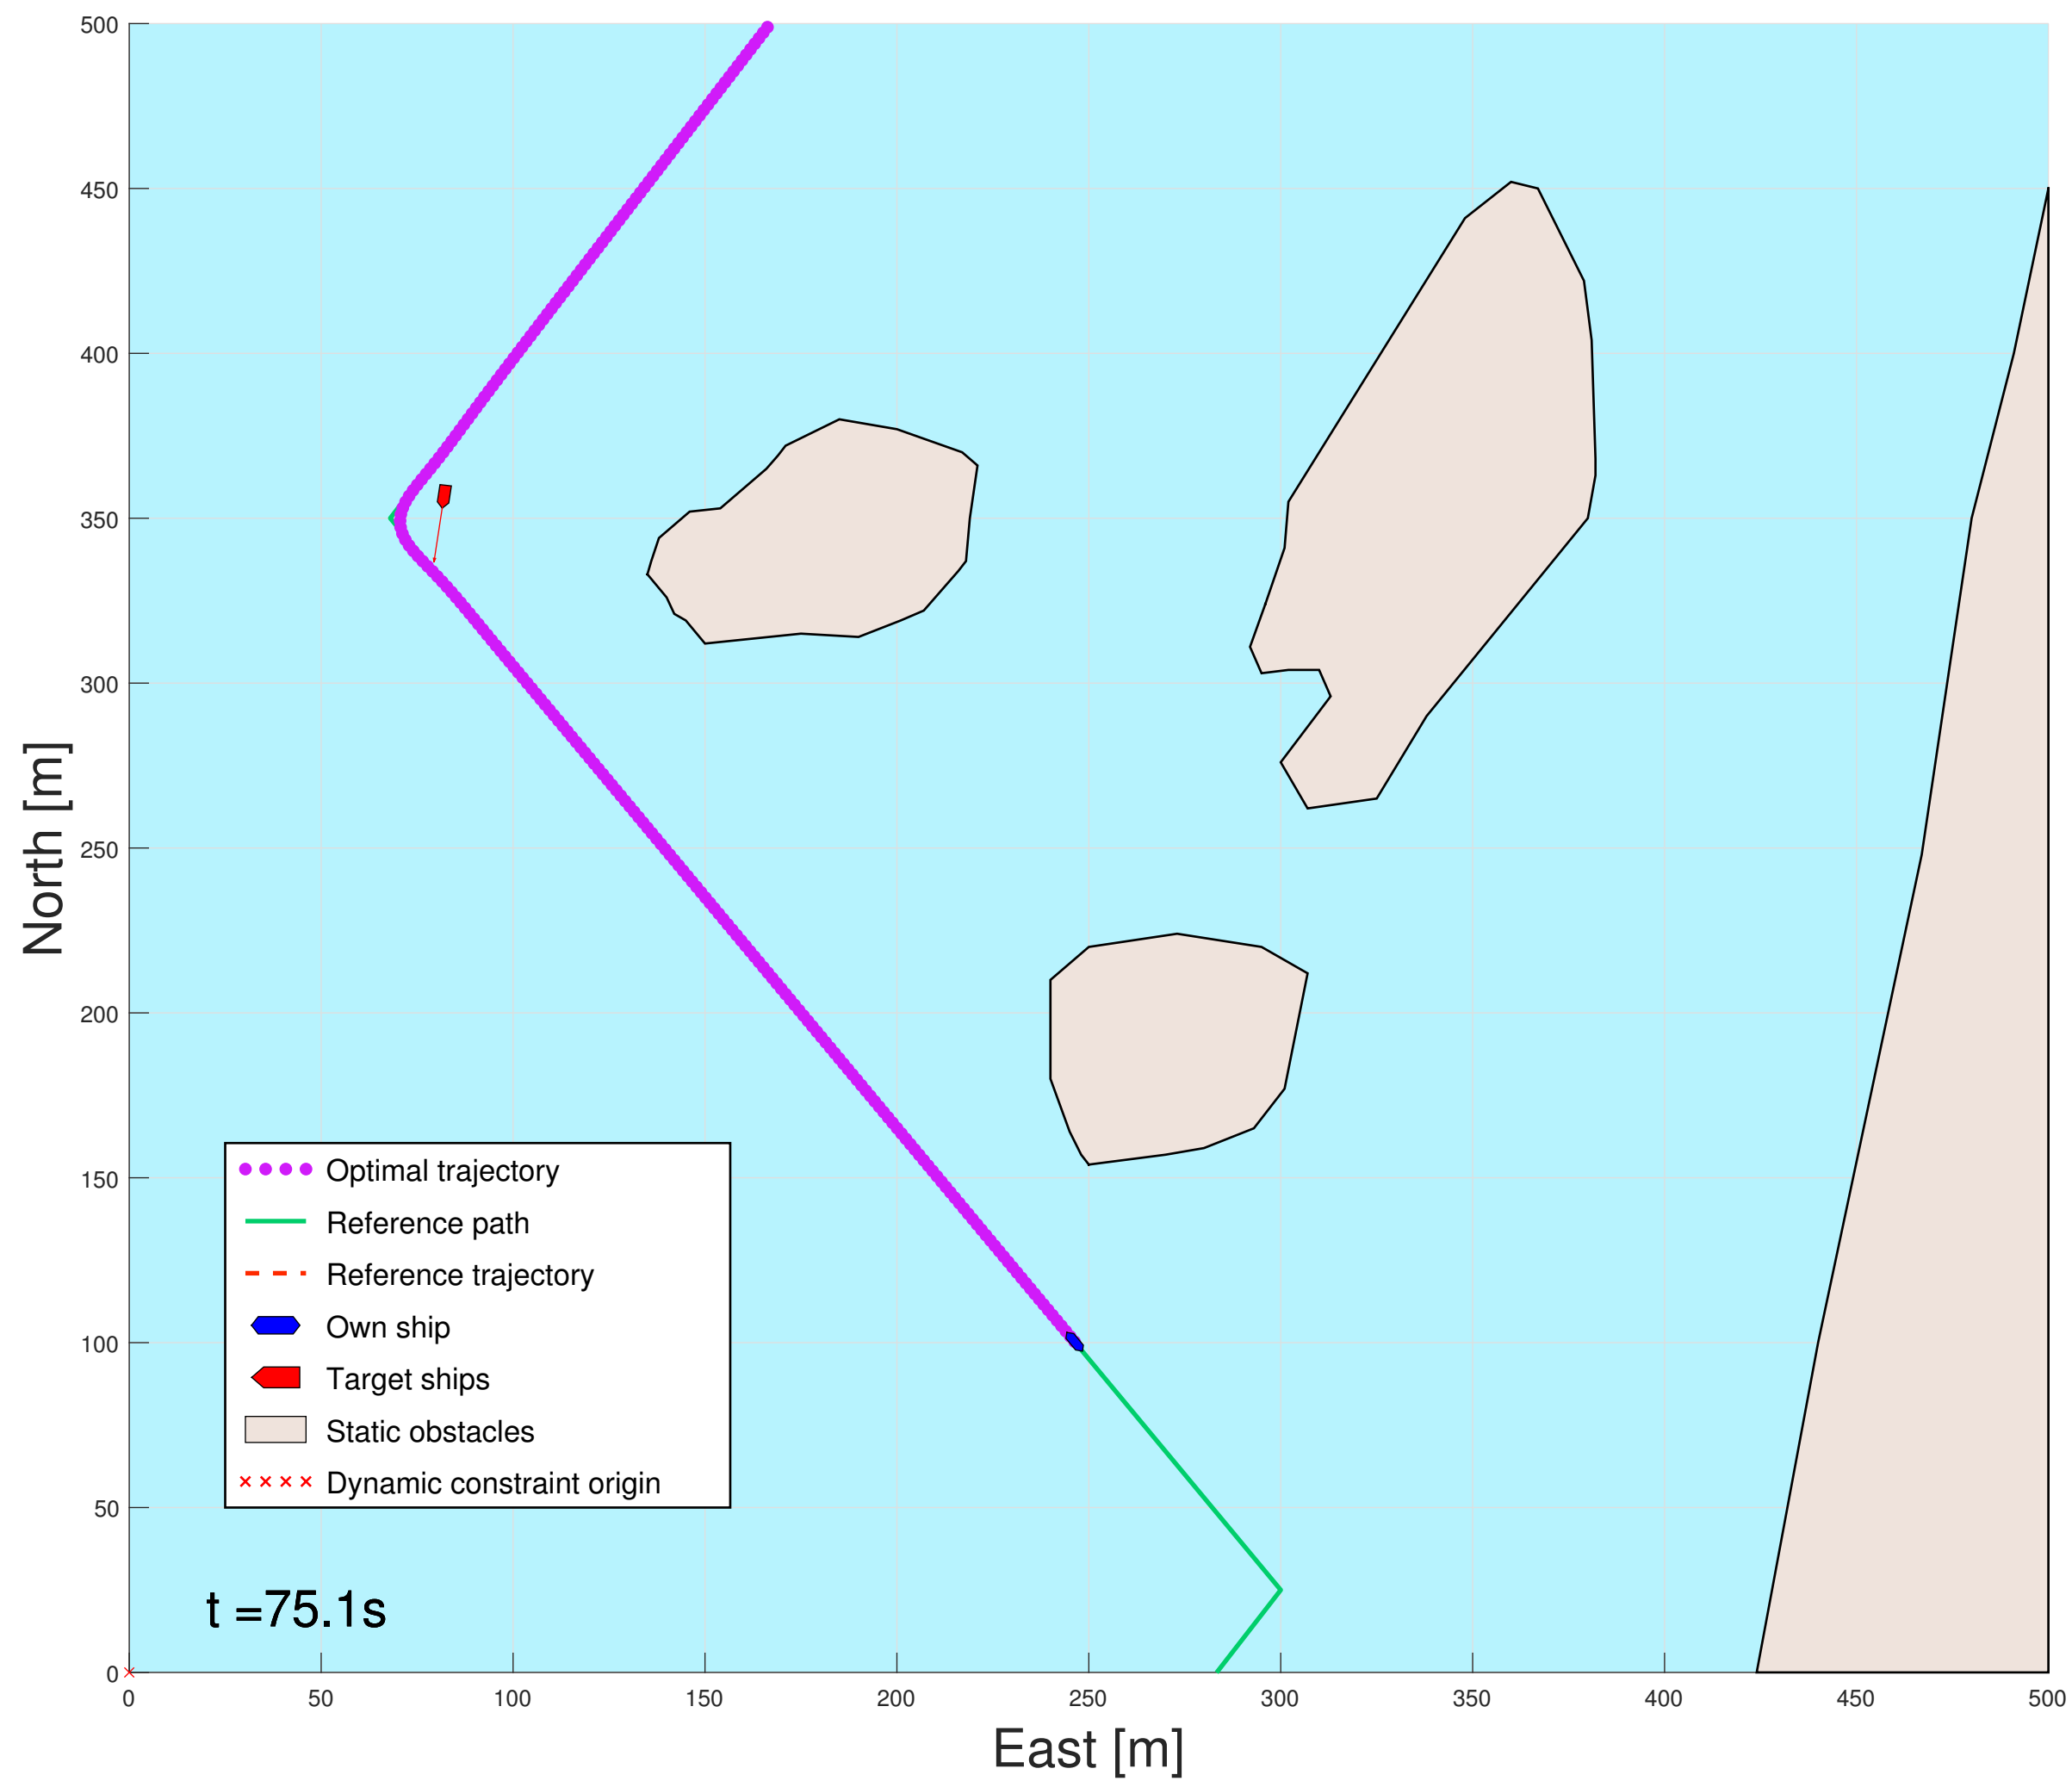 500
450
400
350
300
250
200
150
100
50
0
North [m]
Optimal trajectory
Reference path
Reference trajectory
Own ship
Target ships
Static obstacles
Dynamic constraint origin
t =75.1s
0 50 100 150 200 250 300 350 400 450 500
East [m]